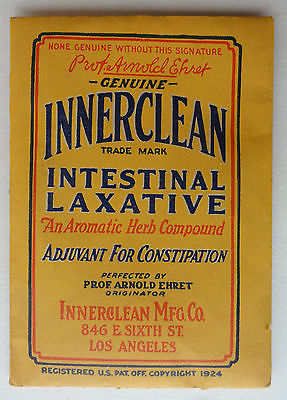 NONE GENUINE WITHOUT THIS SIGNATURE
Prof. Arnold Ehret
GENUINE
INNERCLEAN
TRADE MARK
INTESTINAL
LAXATIVE
An Aromatic Herb Compound
ADJUVANT FOR CONSTIPATION
PERFECTED BY
PROF ARNOLD EHRET
ORIGINATOR
INNERCLEAN MFG. CO.
846 E. SIXTH ST.
LOS ANGELES
REGISTERED U.S. PAT. OFF. COPYRIGHT 1924